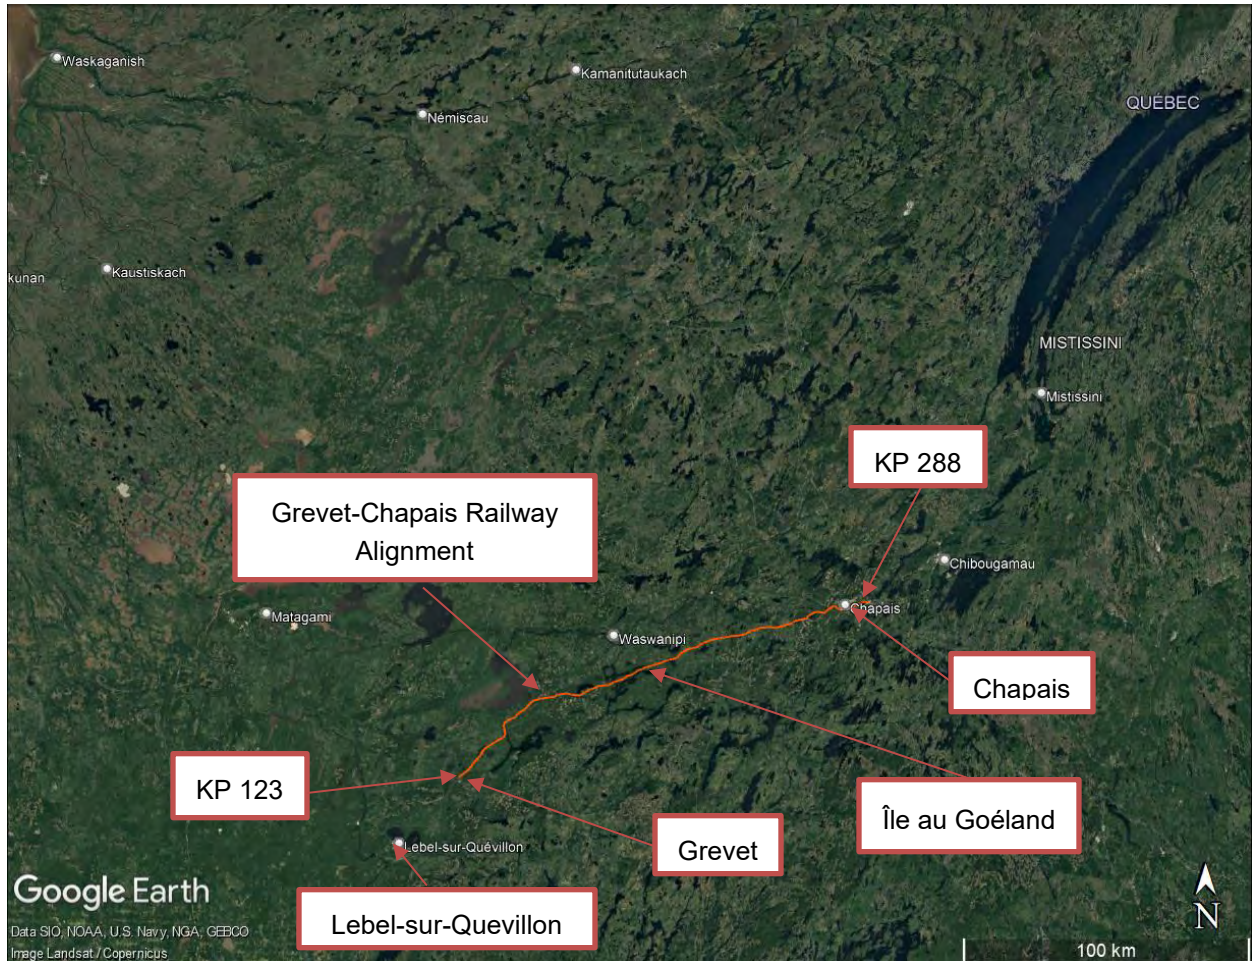 Waskaganish
Kamanitutaukach
Némiscau
QUÉBEC
kunan
Kaustiskach
MISTISSINI
Mistissini
KP 288
Grevet-Chapais Railway
Alignment
Chibougamau
Matagami
Chapais
Waswanipi
Chapais
KP 123
Île au Goéland
Grevet
Lebel-sur-Quévillon
Lebel-sur-Quevillon
Google Earth
Data SIO, NOAA, U.S. Navy, NGA, GEBCO
Image Landsat / Copernicus
N
100 km